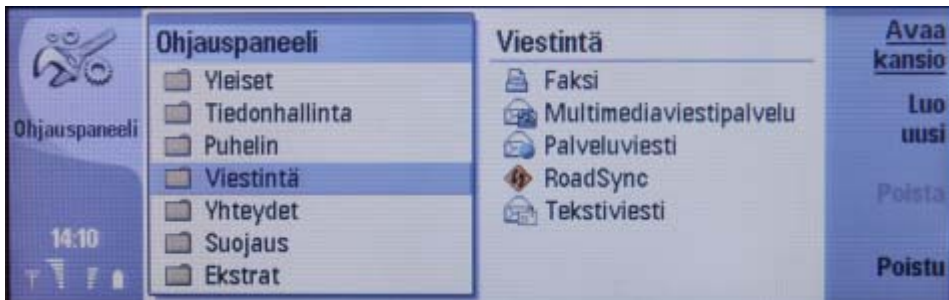 Ohjauspaneeli
14:10
Ohjauspaneeli
Yleiset
Tiedonhallinta
Puhelin
Viestintä
Yhteydet
Suojaus
Ekstrat
Viestintä
Faksi
Multimediaviestipalvelu
Palveluviesti
RoadSync
Tekstiviesti
Avaa
kansio
Luo
uusi
Poista
Poistu